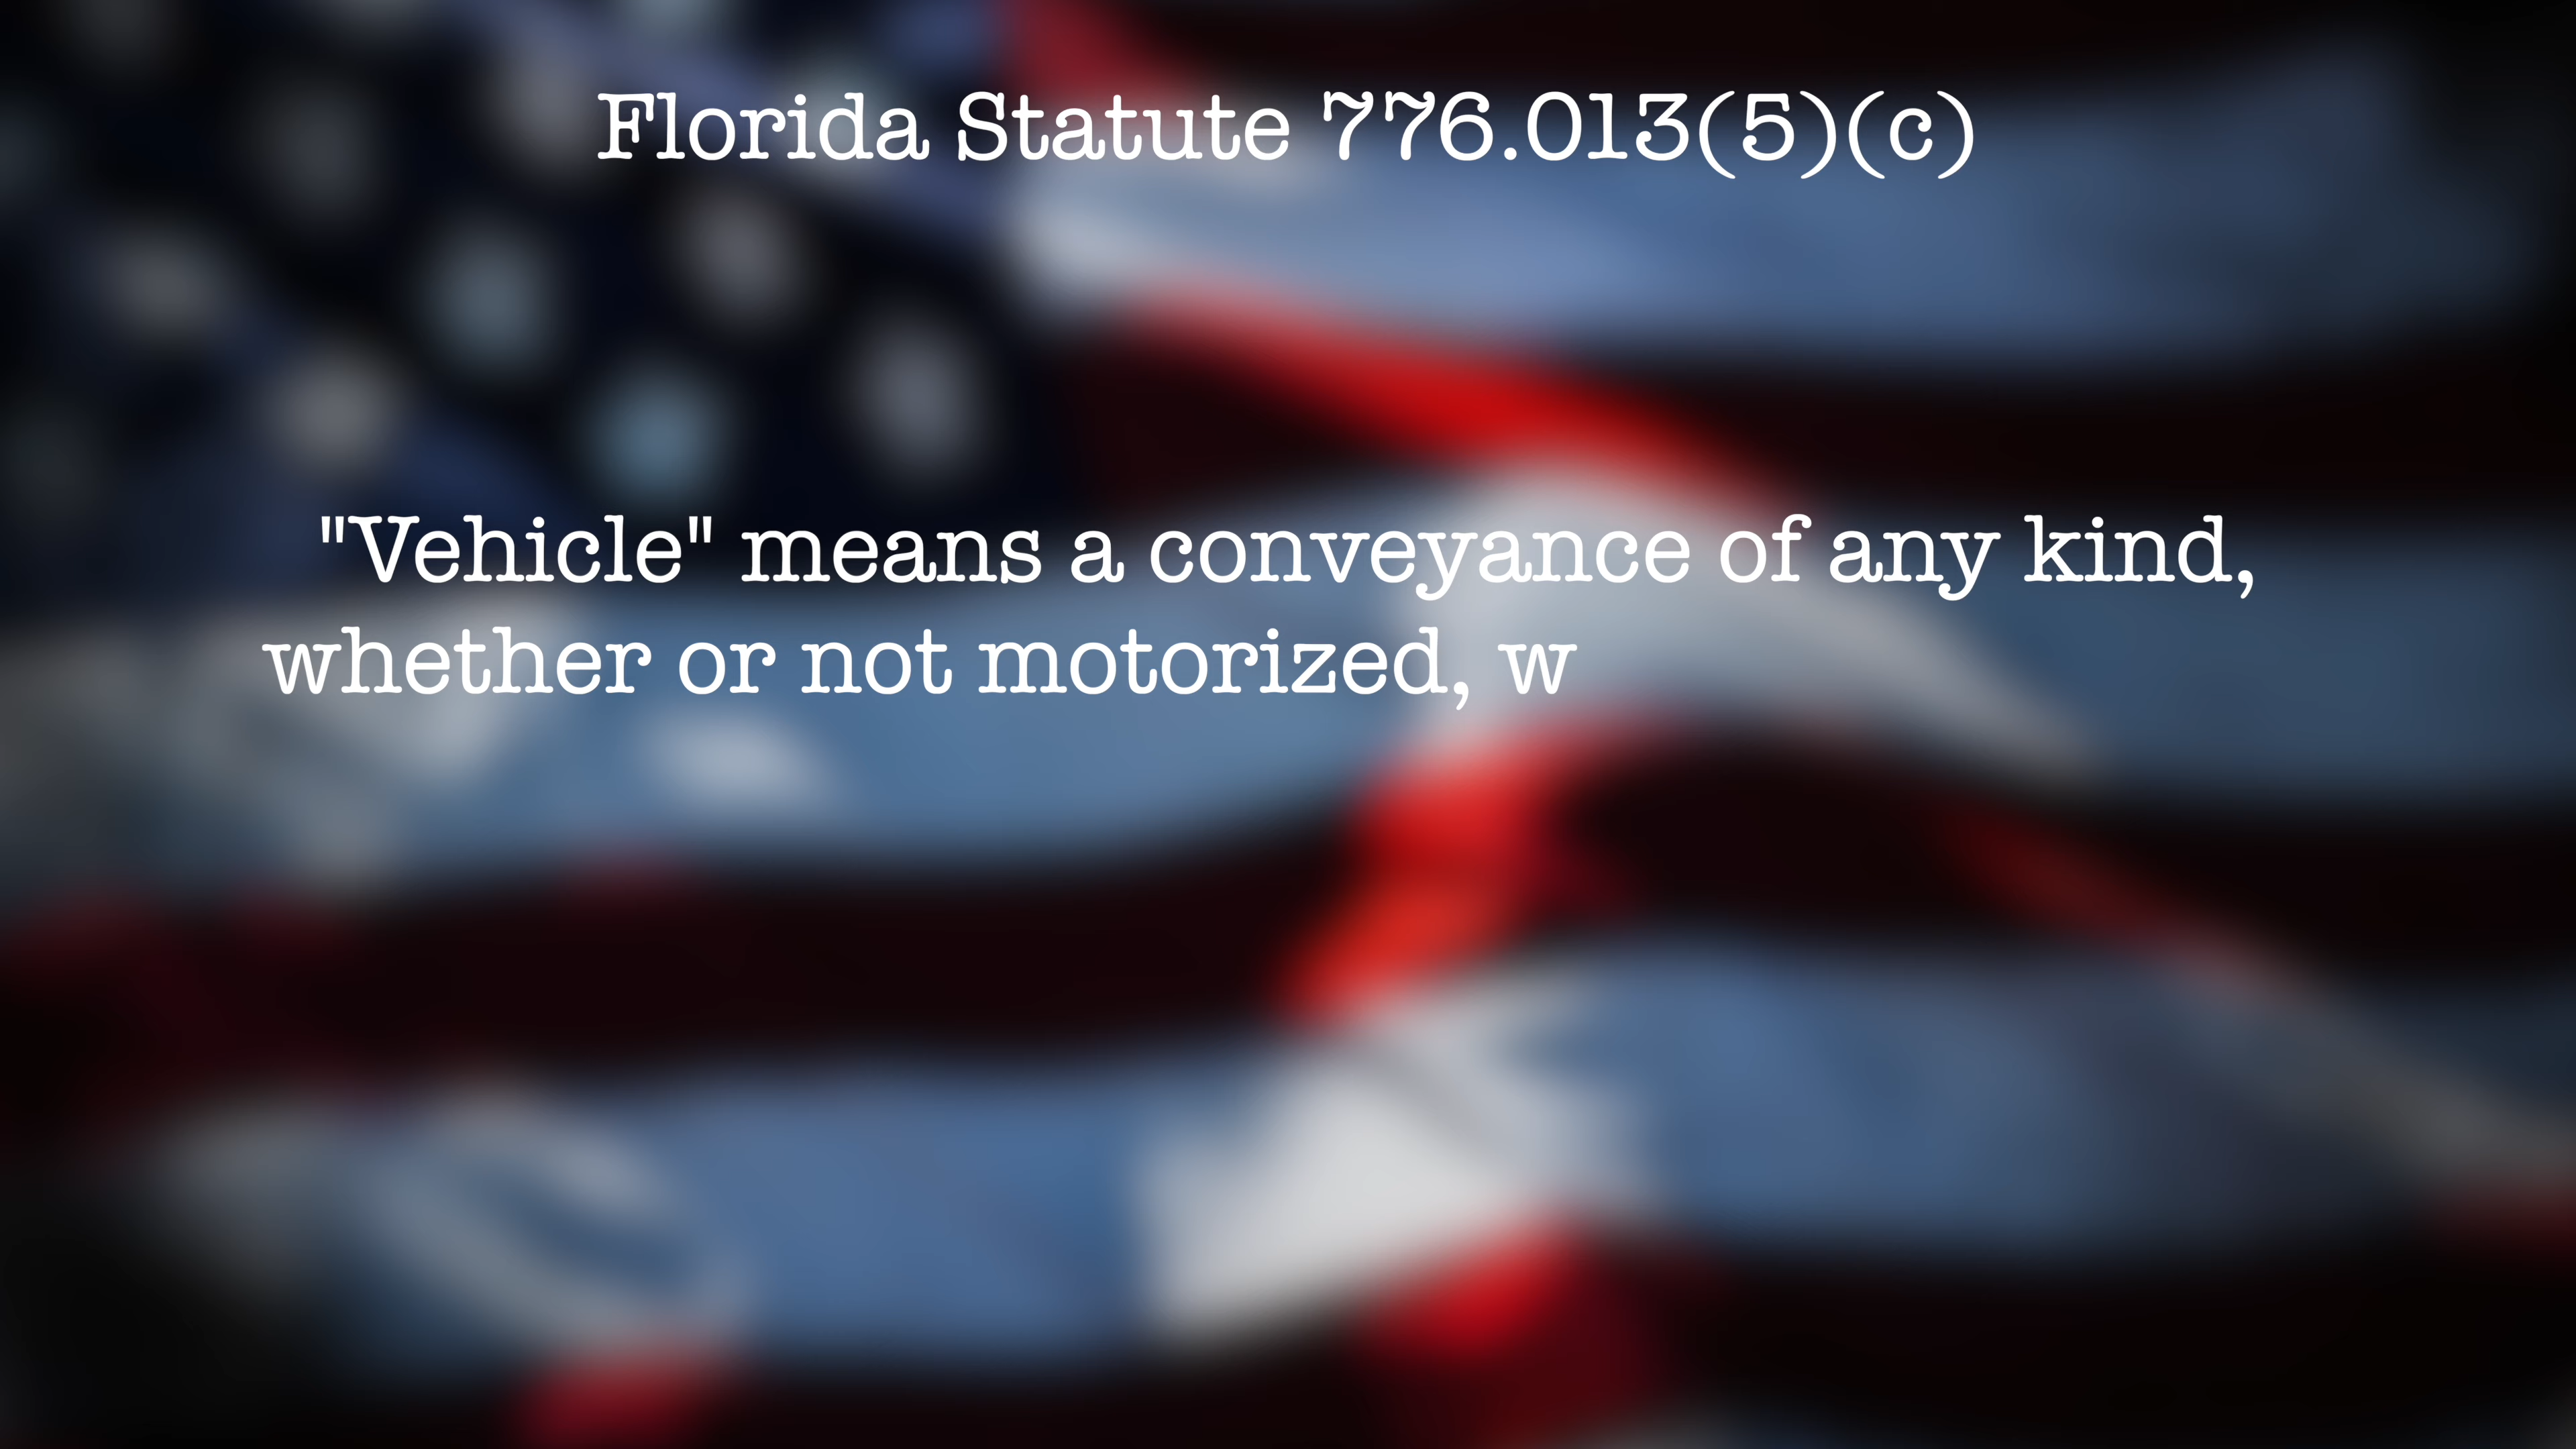 Florida Statute 776.013(5)(c)
"Vehicle" means a conveyance of any kind,
whether or not motorized, w